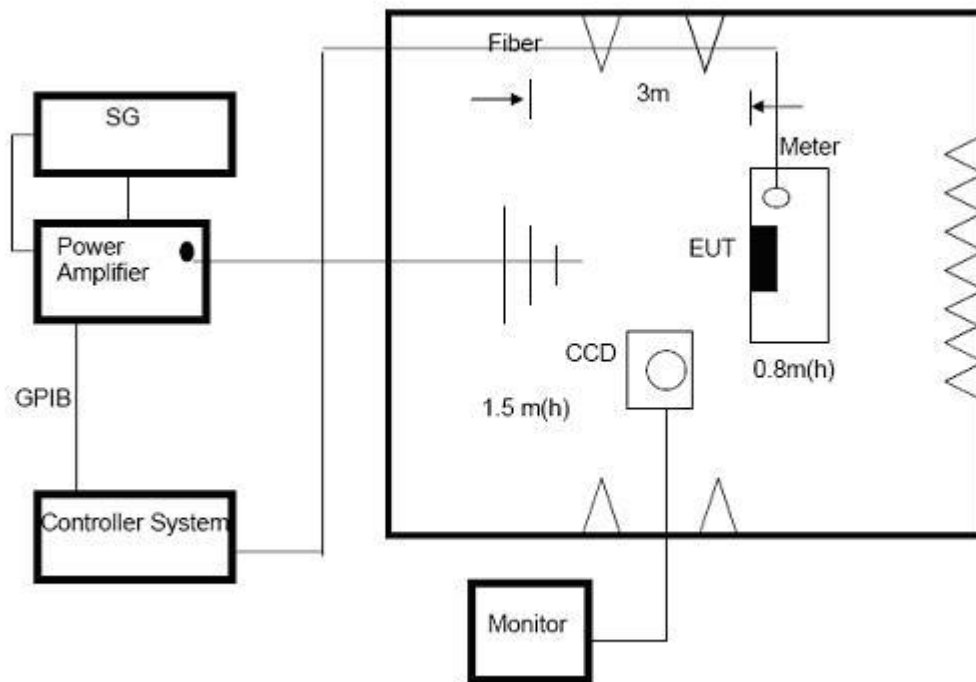 Fiber
3m
SG
Meter
Power
Amplifier
EUT
CCD
0.8m(h)
GPIB
1.5 m(h)
Controller System
Monitor